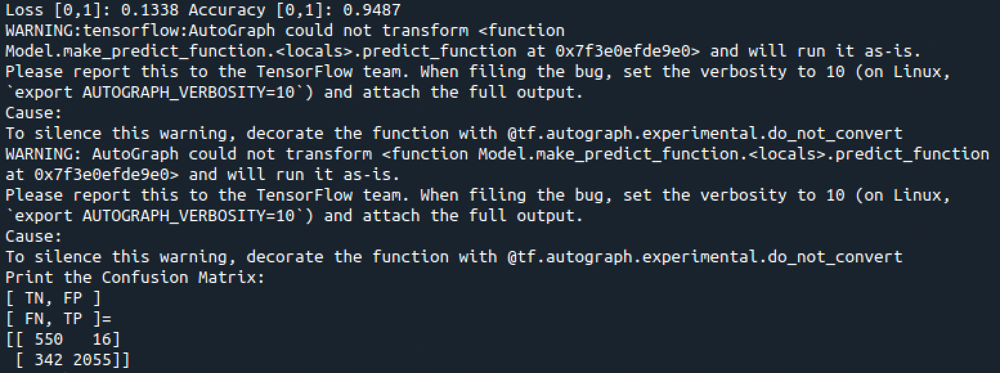 Loss [0,1]: 0.1338 Accuracy [0,1]: 0.9487
WARNING:tensorflow:AutoGraph could not transform <function
Model.make_predict_function.<locals>.predict_function at 0x7f3e0efde9e0> and will run it as-is.
Please report this to the TensorFlow team. When filing the bug, set the verbosity to 10 (on Linux,
`export AUTOGRAPH_VERBOSITY=10`) and attach the full output.
Cause:
To silence this warning, decorate the function with @tf.autograph.experimental.do_not_convert
WARNING: AutoGraph could not transform <function Model.make_predict_function.<locals>.predict_function
at 0x7f3e0efde9e0> and will run it as-is.
Please report this to the TensorFlow team. When filing the bug, set the verbosity to 10 (on Linux,
`export AUTOGRAPH_VERBOSITY=10`) and attach the full output.
Cause:
To silence this warning, decorate the function with @tf.autograph.experimental.do_not_convert
Print the Confusion Matrix:
[ TN, FP ]
[ FN, TP ]=
[[ 550   16]
 [ 342 2055]]